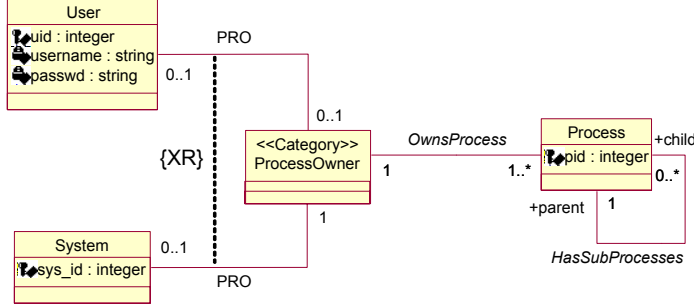 User
uid : integer
username : string
passwd : string
PRO
0..1
0..1
{XR}
<<Category>>
ProcessOwner
OwnsProcess
1
1..*
Process
pid : integer
+child
0..*
+parent
1
HasSubProcesses
1
System
sys_id : integer
0..1
PRO